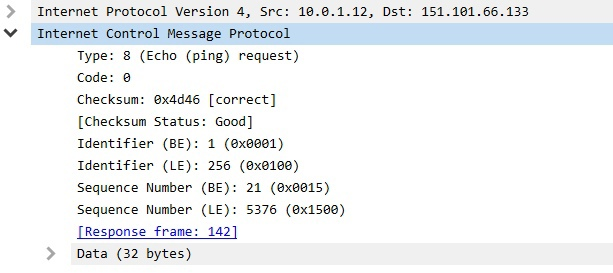 Internet Protocol Version 4, Src: 10.0.1.12, Dst: 151.101.66.133
Internet Control Message Protocol
Type: 8 (Echo (ping) request)
Code: 0
Checksum: 0x4d46 [correct]
[Checksum Status: Good]
Identifier (BE): 1 (0x0001)
Identifier (LE): 256 (0x0100)
Sequence Number (BE): 21 (0x0015)
Sequence Number (LE): 5376 (0x1500)
[Response frame: 142]
Data (32 bytes)